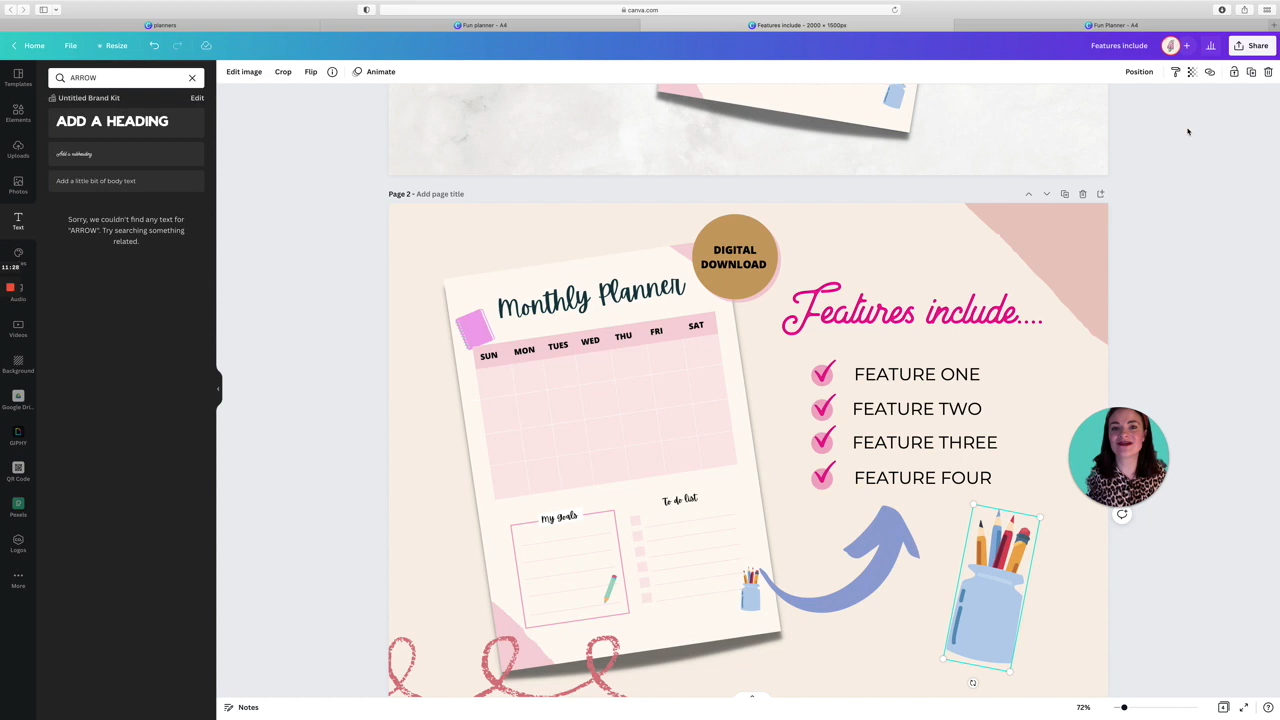 canva.com
planners
Fun planner - A4
Features include - 2000 × 1500px
Fun Planner - A4
Home
File
Resize
Features include
Share
Templates
Elements
Uploads
Photos
Text
11:28
Audio
Videos
Background
Google Dri...
GIPHY
QR Code
Pexels
Logos
More
ARROW
Untitled Brand Kit
Edit
ADD A HEADING
Add a subheading
Add a little bit of body text
Sorry, we couldn't find any text for
"ARROW". Try searching something
related.
Edit image
Crop
Flip
Animate
Position
Page 2 - Add page title
DIGITAL
DOWNLOAD
Monthly Planner
SUN MON TUES WED THU FRI SAT
My Goals
To do list
Features include....
FEATURE ONE
FEATURE TWO
FEATURE THREE
FEATURE FOUR
Notes
72%
4